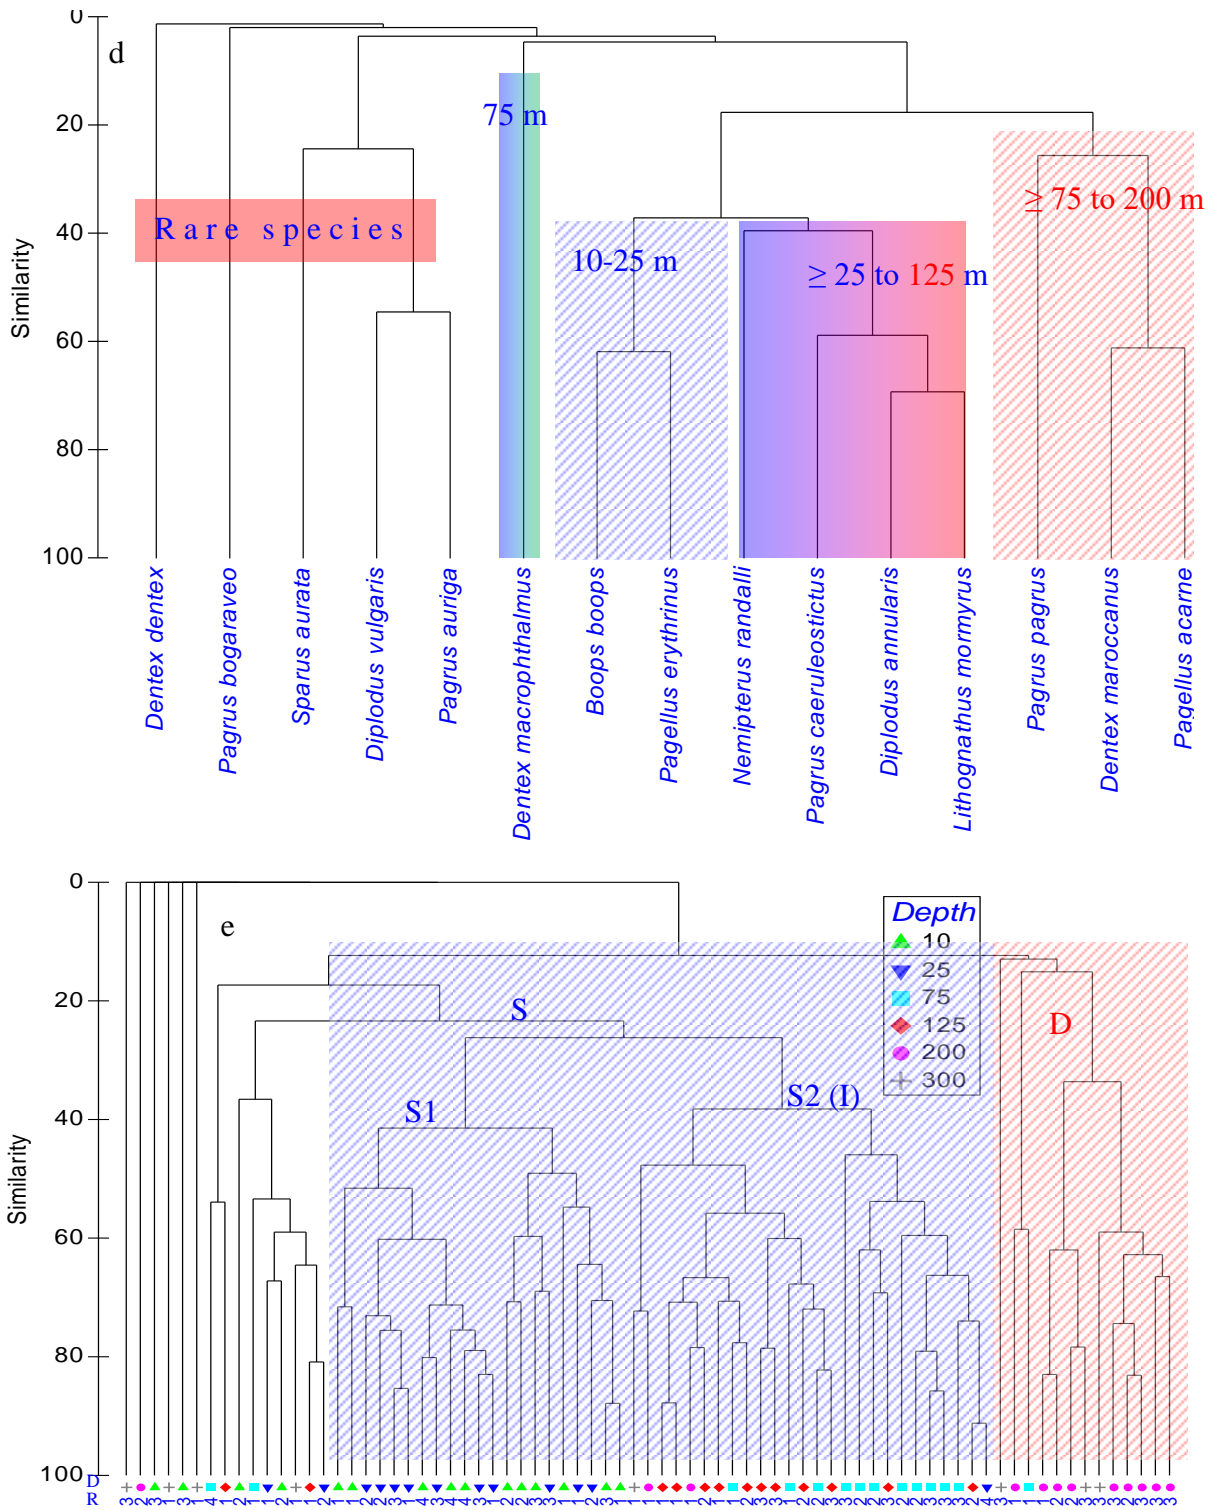 0
d
75 m
20
≥ 75 to 200 m
Rare species
40
10-25 m
≥ 25 to 125 m
Similarity
60
80
100
Dentex dentex
Pagrus bogaraveo
Sparus aurata
Diplodus vulgaris
Pagrus auriga
Dentex macrophthalmus
Boops boops
Pagellus erythrinus
Nemipterus randalli
Pagrus caeruleostictus
Diplodus annularis
Lithognathus mormyrus
Pagrus pagrus
Dentex maroccanus
Pagellus acarne
0
e
Depth
10
25
75
125
200
300
20
S
D
S1
S2 (I)
40
Similarity
60
80
100
D
R